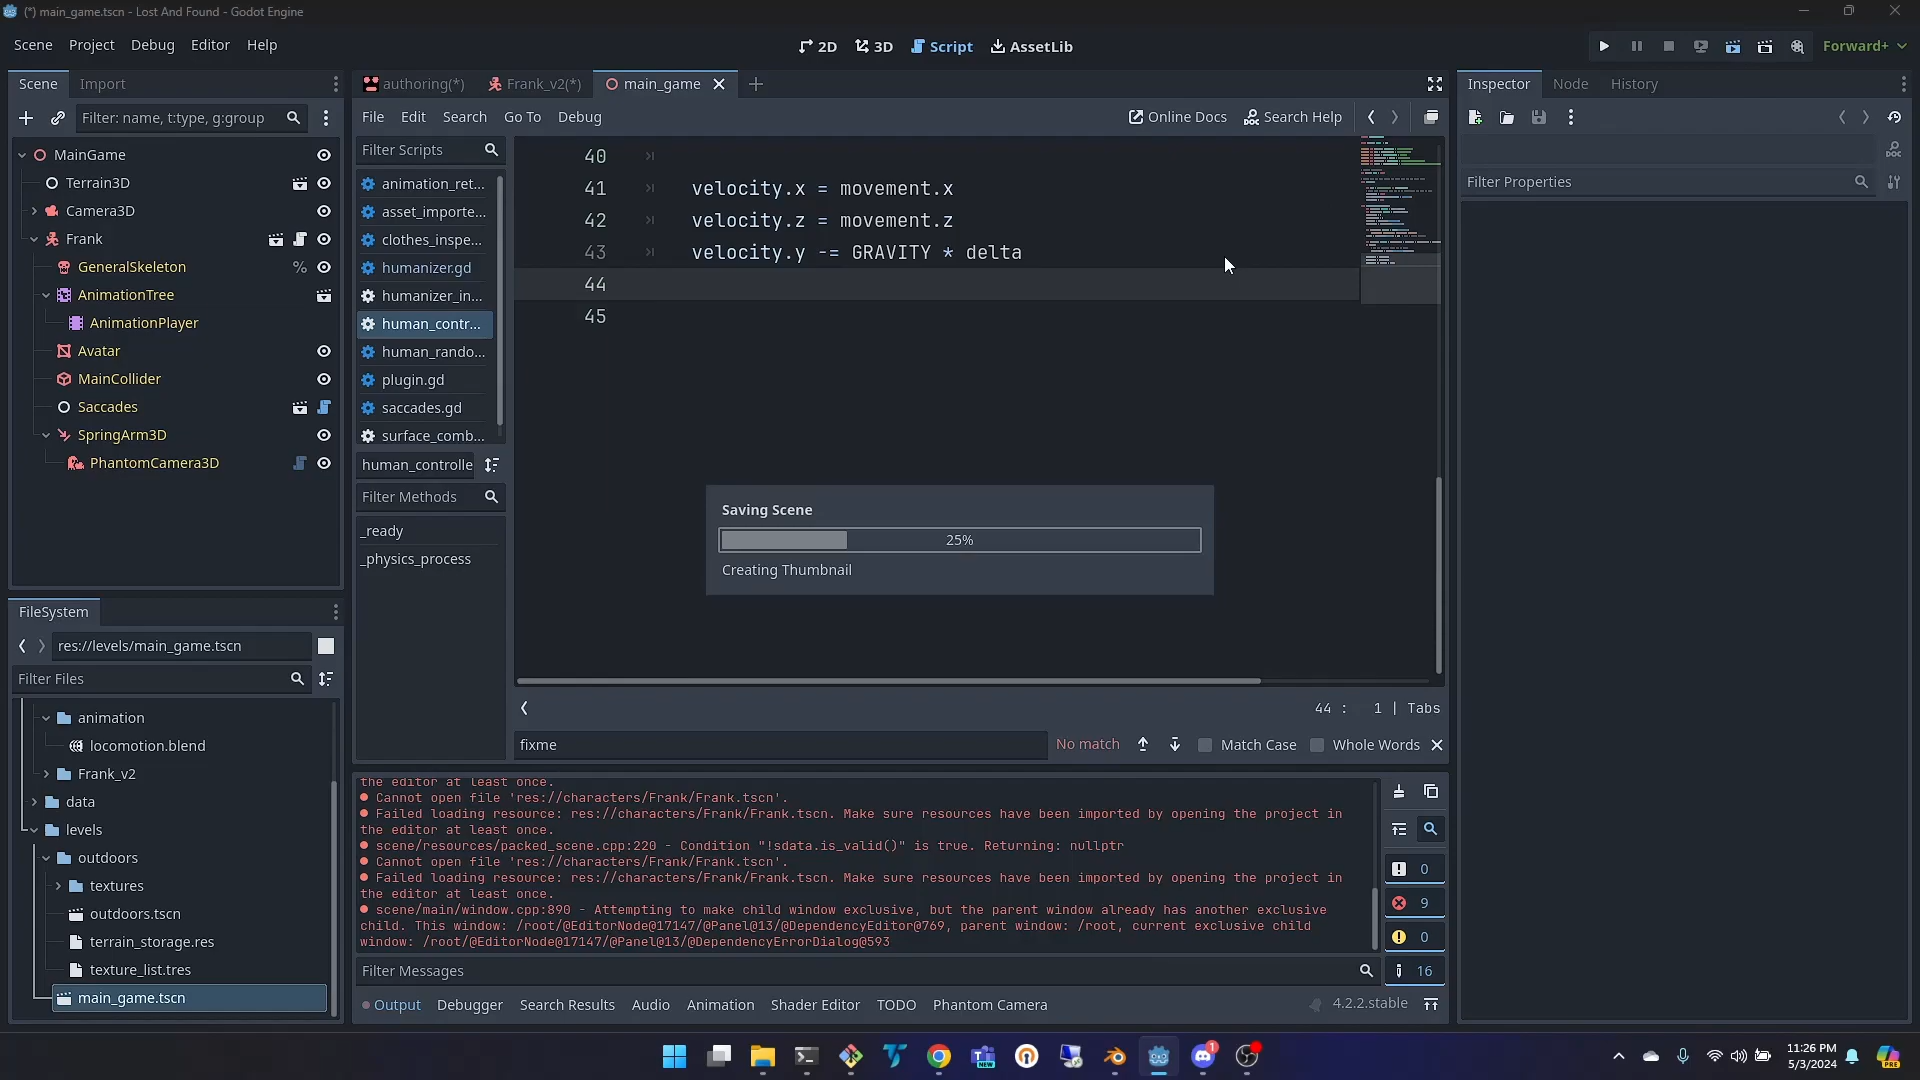 (*) main_game.tscn - Lost And Found - Godot Engine
Scene Project Debug Editor Help
2D 3D Script AssetLib
Forward+
Scene Import
Filter: name, t:type, g:group
MainGame
Terrain3D
Camera3D
Frank
GeneralSkeleton %
AnimationTree
AnimationPlayer
Avatar
MainCollider
Saccades
SpringArm3D
PhantomCamera3D
FileSystem
res://levels/main_game.tscn
Filter Files
animation
locomotion.blend
Frank_v2
data
levels
outdoors
textures
outdoors.tscn
terrain_storage.res
texture_list.tres
main_game.tscn
authoring(*) Frank_v2(*) main_game
File Edit Search Go To Debug
Online Docs Search Help
Filter Scripts
animation_ret...
asset_importe...
clothes_inspe...
humanizer.gd
humanizer_in...
human_contr...
human_rando...
plugin.gd
saccades.gd
surface_comb...
human_controlle
Filter Methods
_ready
_physics_process
40
41 velocity.x = movement.x
42 velocity.z = movement.z
43 velocity.y -= GRAVITY * delta
44
45
Saving Scene
25%
Creating Thumbnail
44 : 1 | Tabs
fixme
No match
Match Case
Whole Words
the editor at least once.
Cannot open file 'res://characters/Frank/Frank.tscn'.
Failed loading resource: res://characters/Frank/Frank.tscn. Make sure resources have been imported by opening the project in
the editor at least once.
scene/resources/packed_scene.cpp:220 - Condition "!sdata.is_valid()" is true. Returning: nullptr
Cannot open file 'res://characters/Frank/Frank.tscn'.
Failed loading resource: res://characters/Frank/Frank.tscn. Make sure resources have been imported by opening the project in
the editor at least once.
scene/main/window.cpp:890 - Attempting to make child window exclusive, but the parent window already has another exclusive
child. This window: /root/@EditorNode@17147/@Panel@13/@DependencyEditor@769, parent window: /root, current exclusive child
window: /root/@EditorNode@17147/@Panel@13/@DependencyErrorDialog@593
0
9
0
16
Filter Messages
Output Debugger Search Results Audio Animation Shader Editor TODO Phantom Camera
4.2.2.stable
Inspector Node History
Filter Properties
NEW
1
11:26 PM
5/3/2024
PRE